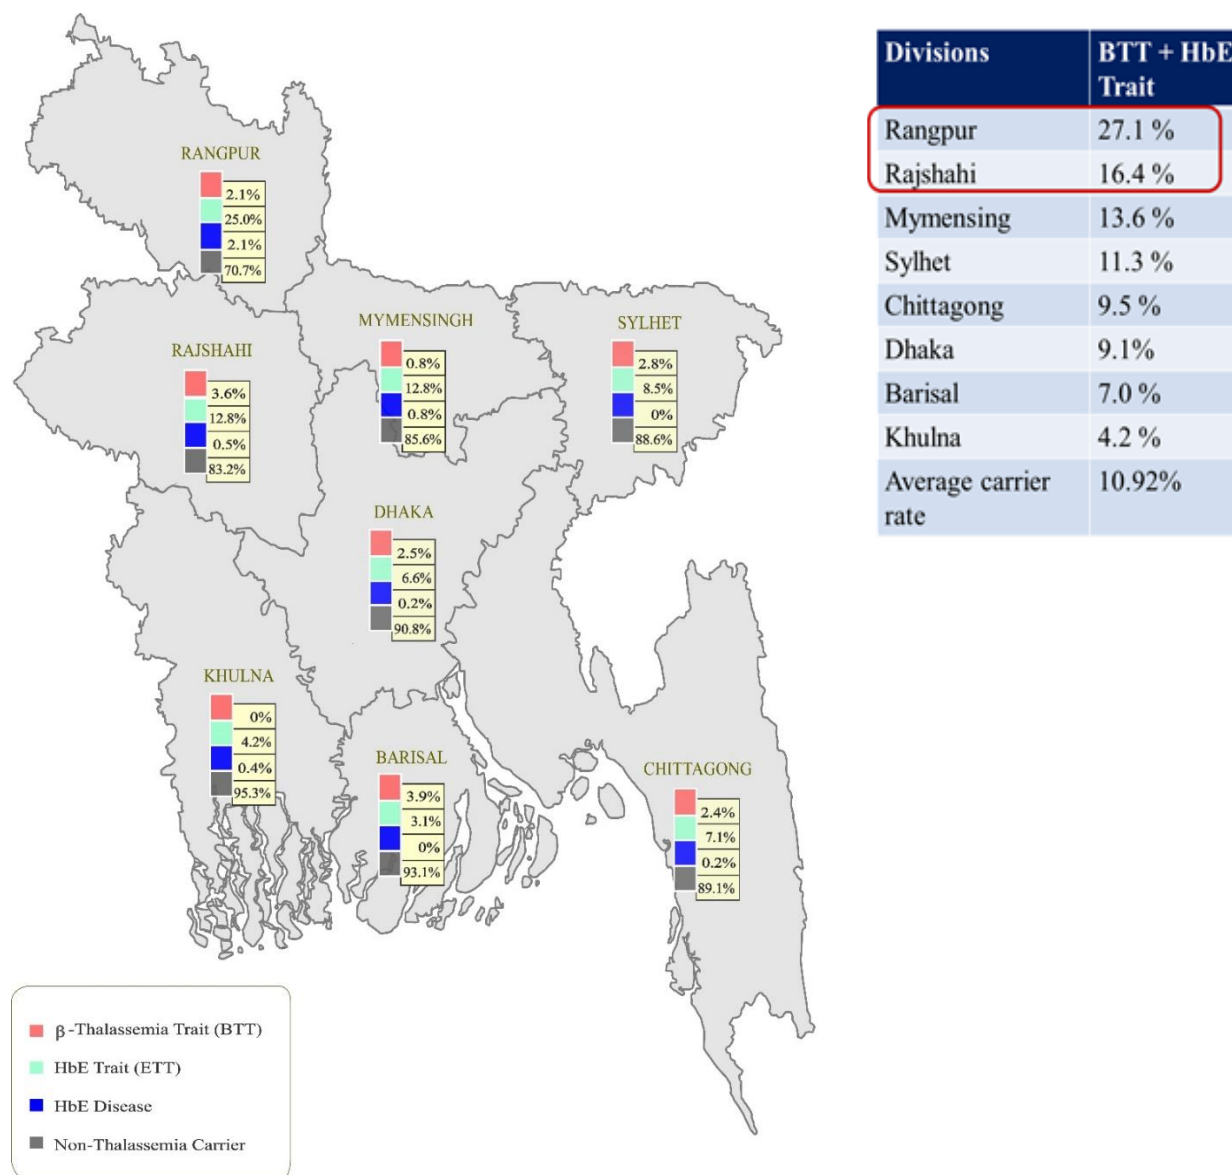 RANGPUR
2.1%
25.0%
2.1%
70.7%
RAJSHAHI
3.6%
12.8%
0.5%
83.2%
MYMENSINGH
0.8%
12.8%
0.8%
85.6%
SYLHET
2.8%
8.5%
0%
88.6%
DHAKA
2.5%
6.6%
0.2%
90.8%
KHULNA
0%
4.2%
0.4%
95.3%
BARISAL
3.9%
3.1%
0%
93.1%
CHITTAGONG
2.4%
7.1%
0.2%
89.1%
β-Thalassemia Trait (BTT)
HbE Trait (ETT)
HbE Disease
Non-Thalassemia Carrier
Divisions BTT + HbE
Trait
Rangpur 27.1 %
Rajshahi 16.4 %
Mymensing 13.6 %
Sylhet 11.3 %
Chittagong 9.5 %
Dhaka 9.1%
Barisal 7.0 %
Khulna 4.2 %
Average carrier 10.92%
rate